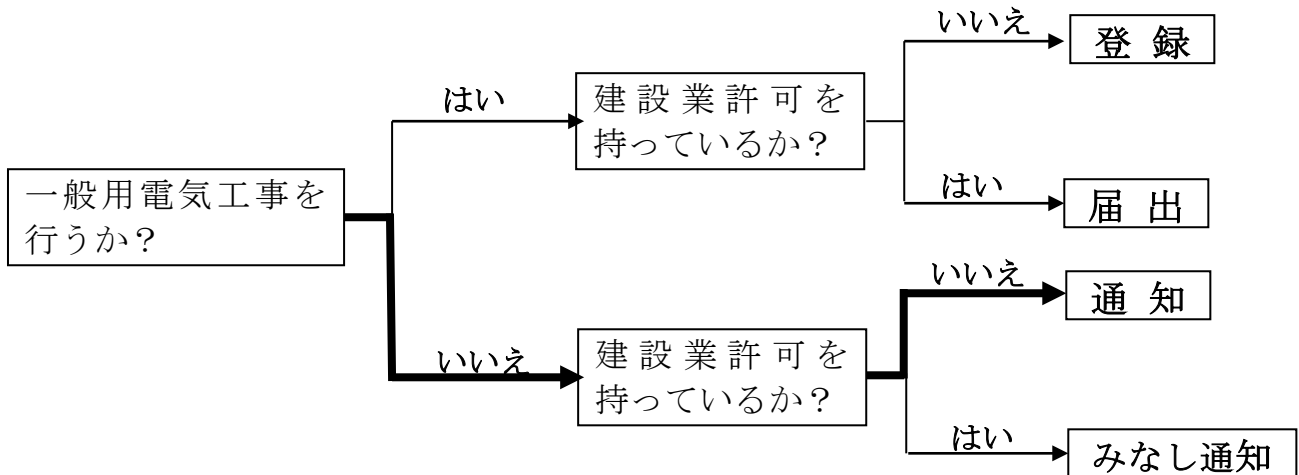 いいえ
登 録
はい
建設業許可を
持っているか？
はい
届 出
一般用電気工事を
行うか？
いいえ
通 知
いいえ
建設業許可を
持っているか？
はい
みなし通知